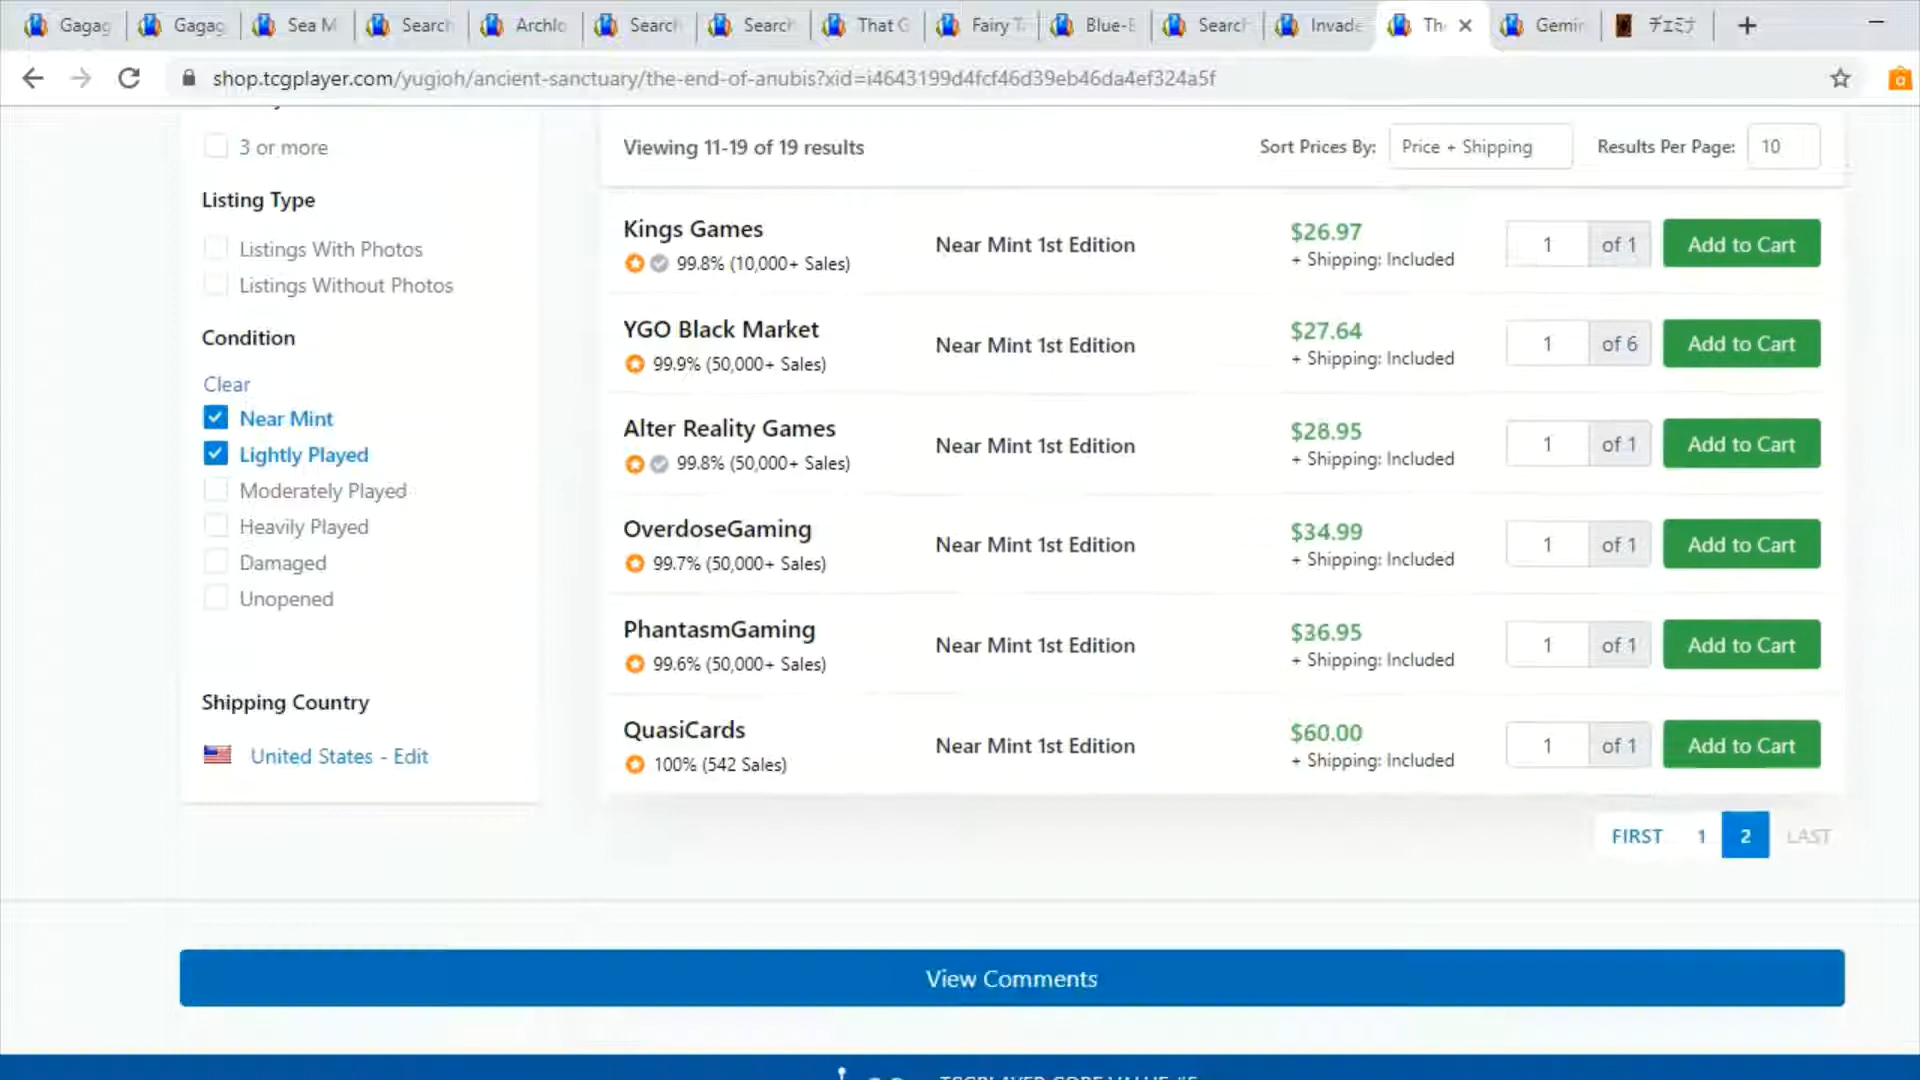 Gagag
Gagag
Sea M
Search
Archlo
Search
Search
That G
Fairy T
Blue-E
Search
Invade
The
Gemin
デェミナ
shop.tcgplayer.com/yugioh/ancient-sanctuary/the-end-of-anubis?xid=i4643199d4fcf46d39eb46da4ef324a5f
3 or more
Listing Type
Listings With Photos
Listings Without Photos
Condition
Clear
Near Mint
Lightly Played
Moderately Played
Heavily Played
Damaged
Unopened
Shipping Country
United States - Edit
Viewing 11-19 of 19 results
Sort Prices By: Price + Shipping Results Per Page: 10
Kings Games
99.8% (10,000+ Sales)
Near Mint 1st Edition
$26.97
+ Shipping: Included
1 of 1 Add to Cart
YGO Black Market
99.9% (50,000+ Sales)
Near Mint 1st Edition
$27.64
+ Shipping: Included
1 of 6 Add to Cart
Alter Reality Games
99.8% (50,000+ Sales)
Near Mint 1st Edition
$28.95
+ Shipping: Included
1 of 1 Add to Cart
OverdoseGaming
99.7% (50,000+ Sales)
Near Mint 1st Edition
$34.99
+ Shipping: Included
1 of 1 Add to Cart
PhantasmGaming
99.6% (50,000+ Sales)
Near Mint 1st Edition
$36.95
+ Shipping: Included
1 of 1 Add to Cart
QuasiCards
100% (542 Sales)
Near Mint 1st Edition
$60.00
+ Shipping: Included
1 of 1 Add to Cart
FIRST 1 2 LAST
View Comments
TCGPLAYER CORE VALUE #5